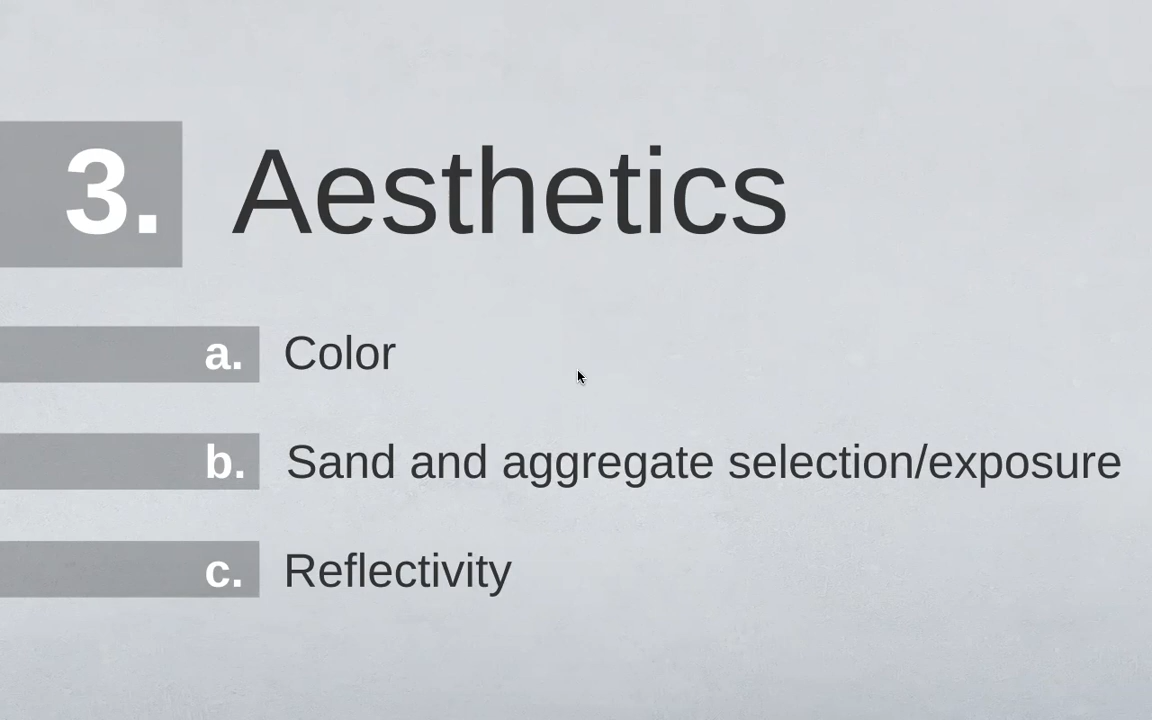 3. Aesthetics
a. Color
b. Sand and aggregate selection/exposure
c. Reflectivity